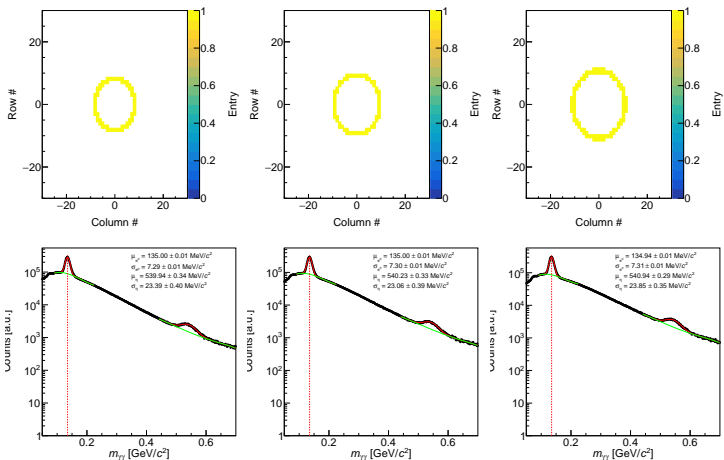 30
20
0
−20
Row #
−20
0
20
Column #
1
0.8
0.6
0.4
0.2
0
Entry
20
0
−20
Row #
−20
0
20
Column #
1
0.8
0.6
0.4
0.2
0
Entry
20
0
−20
Row #
−20
0
20
Column #
1
0.8
0.6
0.4
0.2
0
Entry
μπ⁰ = 135.00 ± 0.01 MeV/c²
σπ⁰ = 7.29 ± 0.01 MeV/c²
μη = 539.94 ± 0.34 MeV/c²
ση = 23.39 ± 0.40 MeV/c²
10⁵
10⁴
10³
10²
10
1
Counts [a.u.]
0.2
0.4
0.6
mγγ [GeV/c²]
μπ⁰ = 135.00 ± 0.01 MeV/c²
σπ⁰ = 7.30 ± 0.01 MeV/c²
μη = 540.23 ± 0.33 MeV/c²
ση = 23.06 ± 0.39 MeV/c²
10⁵
10⁴
10³
10²
10
1
Counts [a.u.]
0.2
0.4
0.6
mγγ [GeV/c²]
μπ⁰ = 134.94 ± 0.01 MeV/c²
σπ⁰ = 7.31 ± 0.01 MeV/c²
μη = 540.94 ± 0.29 MeV/c²
ση = 23.85 ± 0.35 MeV/c²
10⁵
10⁴
10³
10²
10
1
Counts [a.u.]
0.2
0.4
0.6
mγγ [GeV/c²]